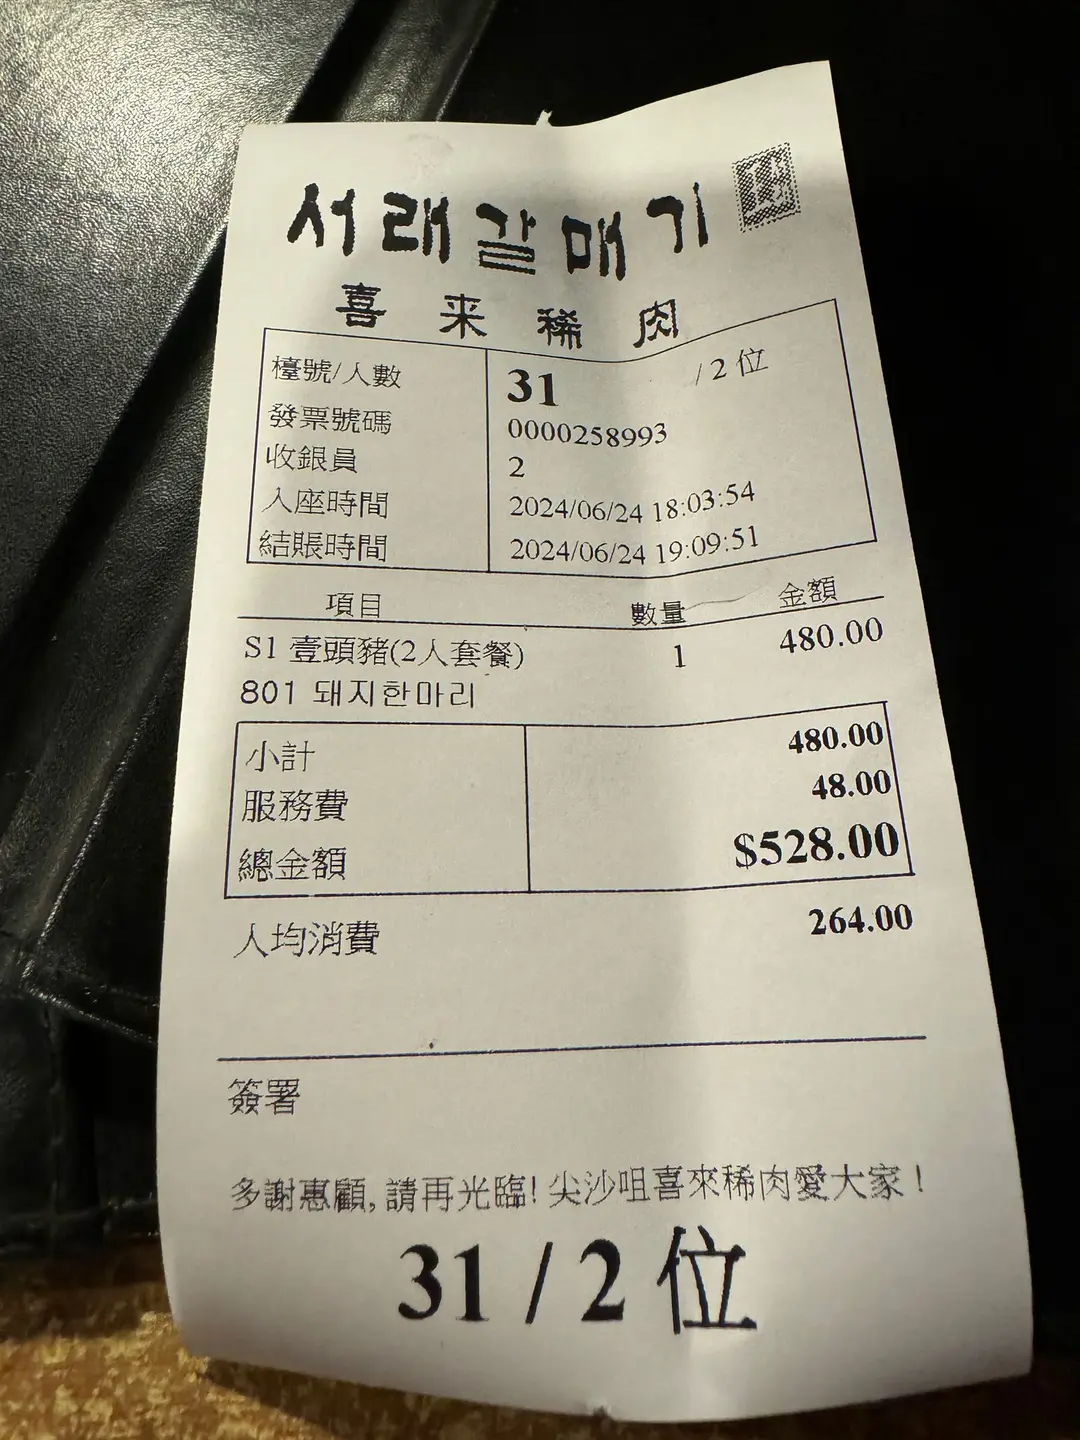 서래갈매기
喜来稀肉
檯號/人數 31 / 2 位
發票號碼 0000258993
收銀員 2
入座時間 2024/06/24 18:03:54
結賬時間 2024/06/24 19:09:51
項目 數量 金額
S1 壹頭豬(2人套餐) 1 480.00
801 돼지한마리
小計 480.00
服務費 48.00
總金額 $528.00
人均消費 264.00
簽署
多謝惠顧, 請再光臨! 尖沙咀喜來稀肉愛大家!
31 / 2 位